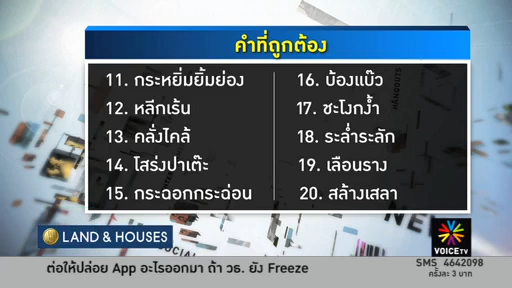 คำที่ถูกต้อง
11. กระหยิ่มยิ้มย่อง
12. หลีกเร้น
13. คลั่งไคล้
14. โสร่งปาเต๊ะ
15. กระฉอกกระฉ่อน
16. บ้องแบ๊ว
17. ชะโงกง้ำ
18. ระล่ำระลัก
19. เลือนราง
20. สล้างเสลา
HANGOUTS
SOCIAL
LAND & HOUSES
VOICE TV
ต่อให้ปล่อย App อะไรออกมา ถ้า วธ. ยัง Freeze
SMS 4642098
ครั้งละ 3 บาท